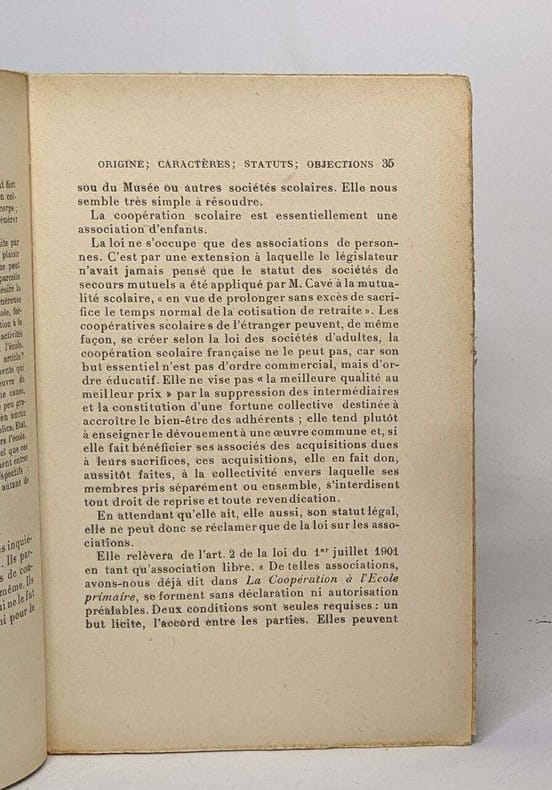 ORIGINE; CARACTÈRES; STATUTS; OBJECTIONS 35
sou du Musée ou autres sociétés scolaires. Elle nous
semble très simple à résoudre.
La coopération scolaire est essentiellement une
association d'enfants.
La loi ne s'occupe que des associations de person-
nes. C'est par une extension à laquelle le législateur
n'avait jamais pensé que le statut des sociétés de
secours mutuels a été appliqué par M. Cavé à la mutua-
lité scolaire, « en vue de prolonger sans excès de sacri-
fice le temps normal de la cotisation de retraite ». Les
coopératives scolaires de l'étranger peuvent, de même
façon, se créer selon la loi des sociétés d'adultes, la
coopération scolaire française ne le peut pas, car son
but essentiel n'est pas d'ordre commercial, mais d'or-
dre éducatif. Elle ne vise pas « la meilleure qualité au
meilleur prix » par la suppression des intermédiaires
et la constitution d'une fortune collective destinée à
accroître le bien-être des adhérents ; elle tend plutôt
à enseigner le dévouement à une œuvre commune et, si
elle fait bénéficier ses associés des acquisitions dues
à leurs sacrifices, ces acquisitions, elle en fait don,
aussitôt faites, à la collectivité envers laquelle ses
membres pris séparément ou ensemble, s'interdisent
tout droit de reprise et toute revendication.
En attendant qu'elle ait, elle aussi, son statut légal,
elle ne peut donc se réclamer que de la loi sur les asso-
ciations.
Elle relèvera de l'art. 2 de la loi du 1er juillet 1901
en tant qu'association libre. « De telles associations,
avons-nous déjà dit dans La Coopération à l'Ecole
primaire, se forment sans déclaration ni autorisation
préalables. Deux conditions sont seules requises : un
but licite, l'accord entre les parties. Elles peuvent